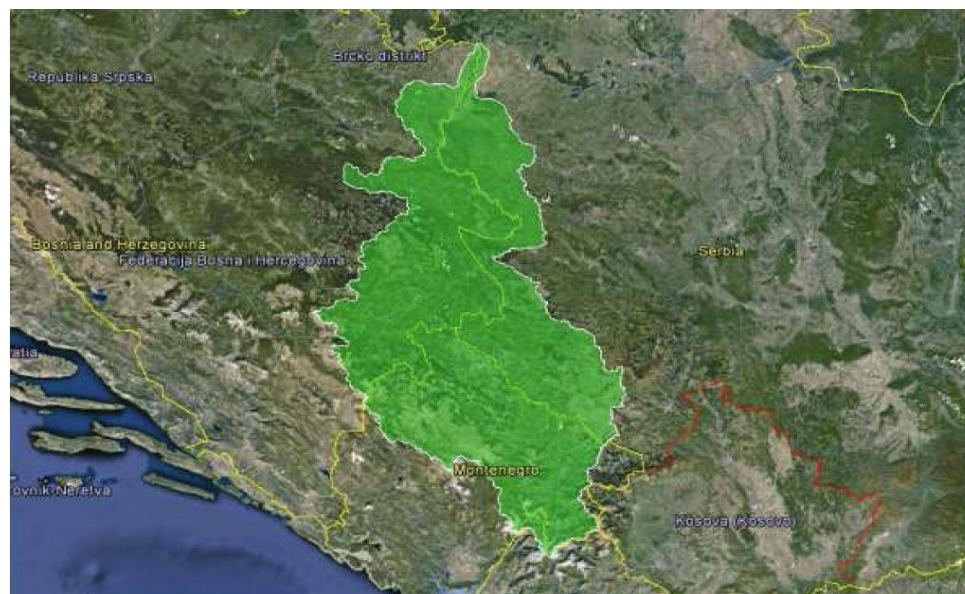 Brcko distrikt
Republika Srpska
Bosnia and Herzegovina
Federacija Bosna i Hercegovina
Serbia
atia
Montenegro
ovnik-Neretva
Kosova (Kosovo)